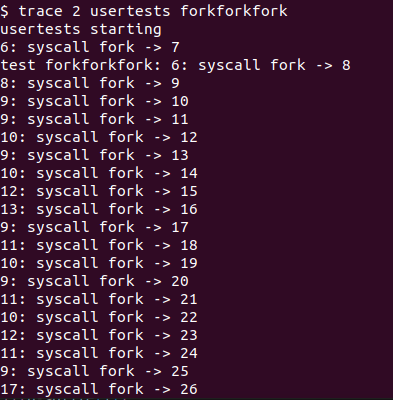 $ trace 2 usertests forkforkfork
usertests starting
6: syscall fork -> 7
test forkforkfork: 6: syscall fork -> 8
8: syscall fork -> 9
9: syscall fork -> 10
9: syscall fork -> 11
10: syscall fork -> 12
9: syscall fork -> 13
10: syscall fork -> 14
12: syscall fork -> 15
13: syscall fork -> 16
9: syscall fork -> 17
11: syscall fork -> 18
10: syscall fork -> 19
9: syscall fork -> 20
11: syscall fork -> 21
10: syscall fork -> 22
12: syscall fork -> 23
11: syscall fork -> 24
9: syscall fork -> 25
17: syscall fork -> 26